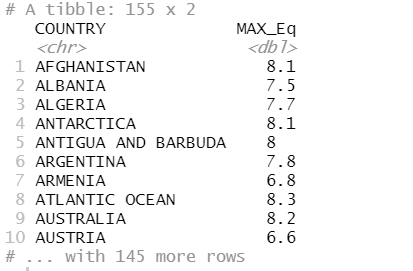 # A tibble: 155 x 2
COUNTRY MAX_Eq
<chr> <dbl>
1 AFGHANISTAN 8.1
2 ALBANIA 7.5
3 ALGERIA 7.7
4 ANTARCTICA 8.1
5 ANTIGUA AND BARBUDA 8
6 ARGENTINA 7.8
7 ARMENIA 6.8
8 ATLANTIC OCEAN 8.3
9 AUSTRALIA 8.2
10 AUSTRIA 6.6
# ... with 145 more rows